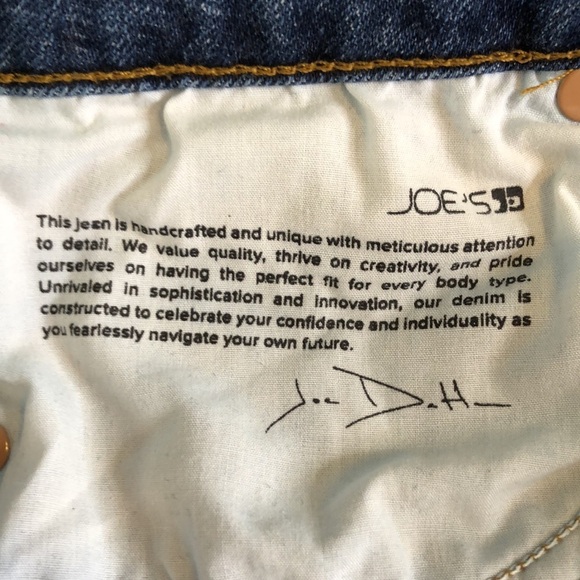 JOE'S
This jean is handcrafted and unique with meticulous attention
to detail. We value quality, thrive on creativity, and pride
ourselves on having the perfect fit for every body type.
Unrivaled in sophistication and innovation, our denim is
constructed to celebrate your confidence and individuality as
you fearlessly navigate your own future.
Joe